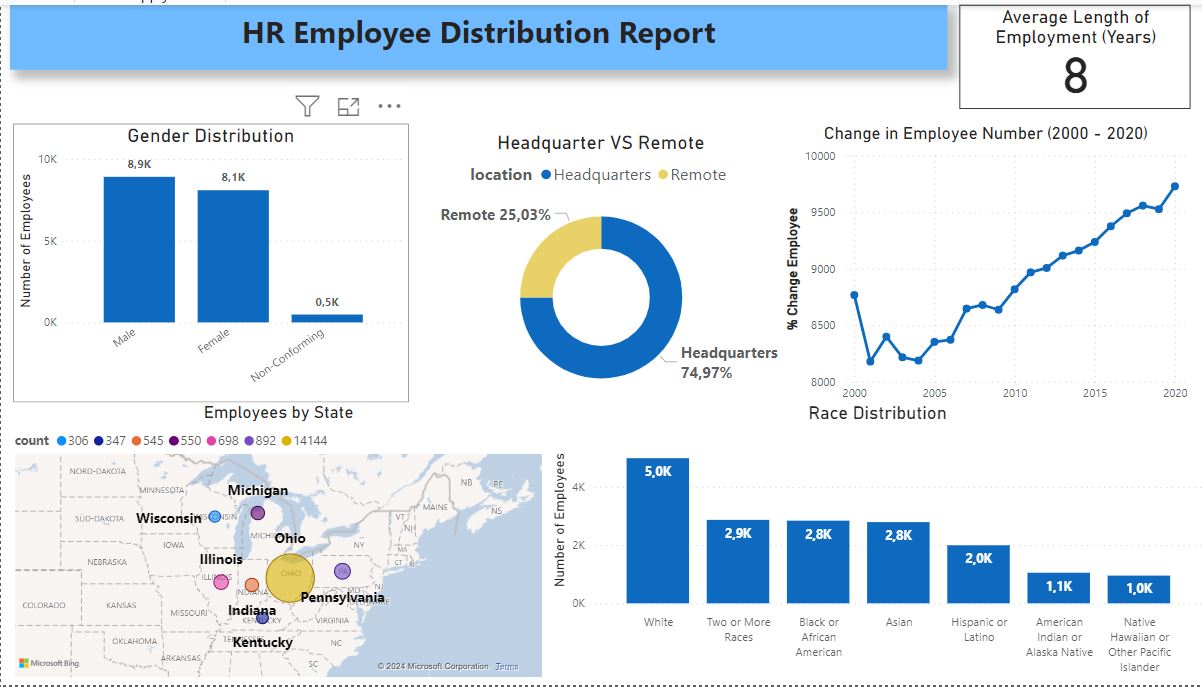 HR Employee Distribution Report
Average Length of
Employment (Years)
8
Gender Distribution
Number of Employees
10K
5K
0K
8,9K
8,1K
0,5K
Male
Female
Non-Conforming
Headquarter VS Remote
location Headquarters Remote
Remote 25,03%
Headquarters
74,97%
Change in Employee Number (2000 - 2020)
% Change Employee
10000
9500
9000
8500
8000
2000 2005 2010 2015 2020
Employees by State
count 306 347 545 550 698 892 14144
NORD-DAKOTA
MINNESOTA
SÜD-DAKOTA
Wisconsin
Michigan
IOWA
NEBRASKA
Illinois
ILLINOIS
Ohio
OHIO
INDIANA
Indiana
PA
Pennsylvania
NY
VT
NH
MA
CT
RI
NJ
MD
MAINE
NB
PE
NS
COLORADO
KANSAS
MISSOURI
KENTUCKY
Kentucky
VIRGINIA
OKLAHOMA
ARKANSAS
NC
SC
Microsoft Bing
© 2024 Microsoft Corporation Terms
Race Distribution
Number of Employees
4K
2K
0K
5,0K
2,9K
2,8K
2,8K
2,0K
1,1K
1,0K
White
Two or More
Races
Black or
African
American
Asian
Hispanic or
Latino
American
Indian or
Alaska Native
Native
Hawaiian or
Other Pacific
Islander